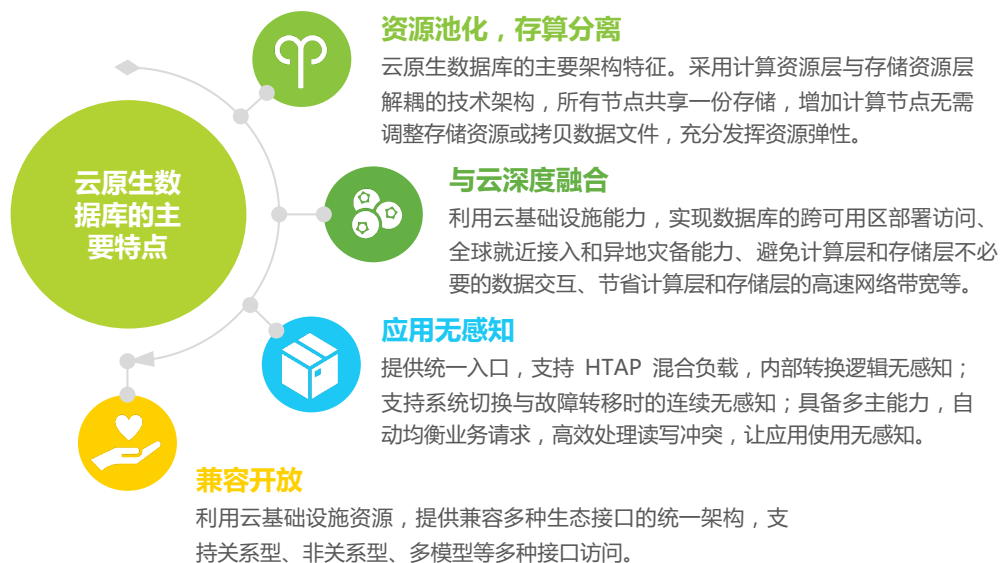 云原生数
据库的主
要特点
资源池化，存算分离
云原生数据库的主要架构特征。采用计算资源层与存储资源层
解耦的技术架构，所有节点共享一份存储，增加计算节点无需
调整存储资源或拷贝数据文件，充分发挥资源弹性。
与云深度融合
利用云基础设施能力，实现数据库的跨可用区部署访问、
全球就近接入和异地灾备能力、避免计算层和存储层不必
要的数据交互、节省计算层和存储层的高速网络带宽等。
应用无感知
提供统一入口，支持 HTAP 混合负载，内部转换逻辑无感知；
支持系统切换与故障转移时的连续无感知；具备多主能力，自
动均衡业务请求，高效处理读写冲突，让应用使用无感知。
兼容开放
利用云基础设施资源，提供兼容多种生态接口的统一架构，支
持关系型、非关系型、多模型等多种接口访问。